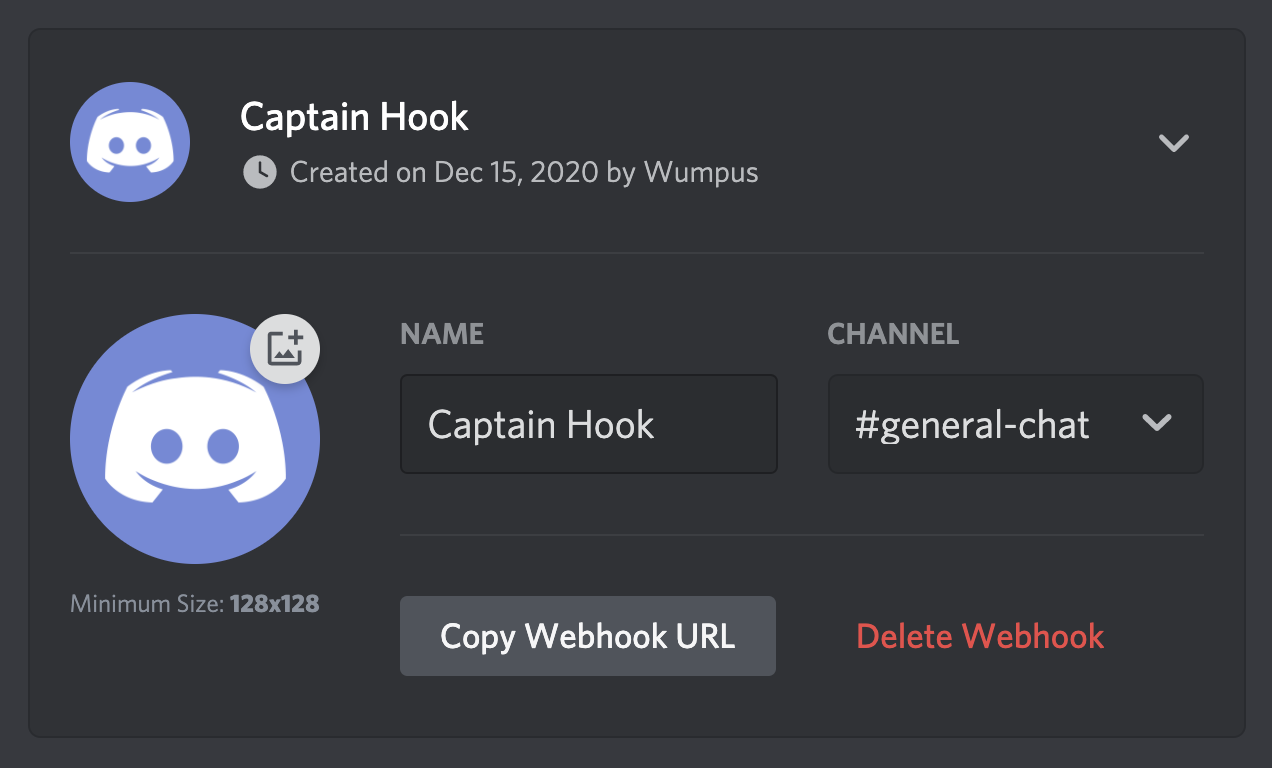 Captain Hook
Created on Dec 15, 2020 by Wumpus
NAME
CHANNEL
Captain Hook
#general-chat
Minimum Size: 128x128
Copy Webhook URL
Delete Webhook